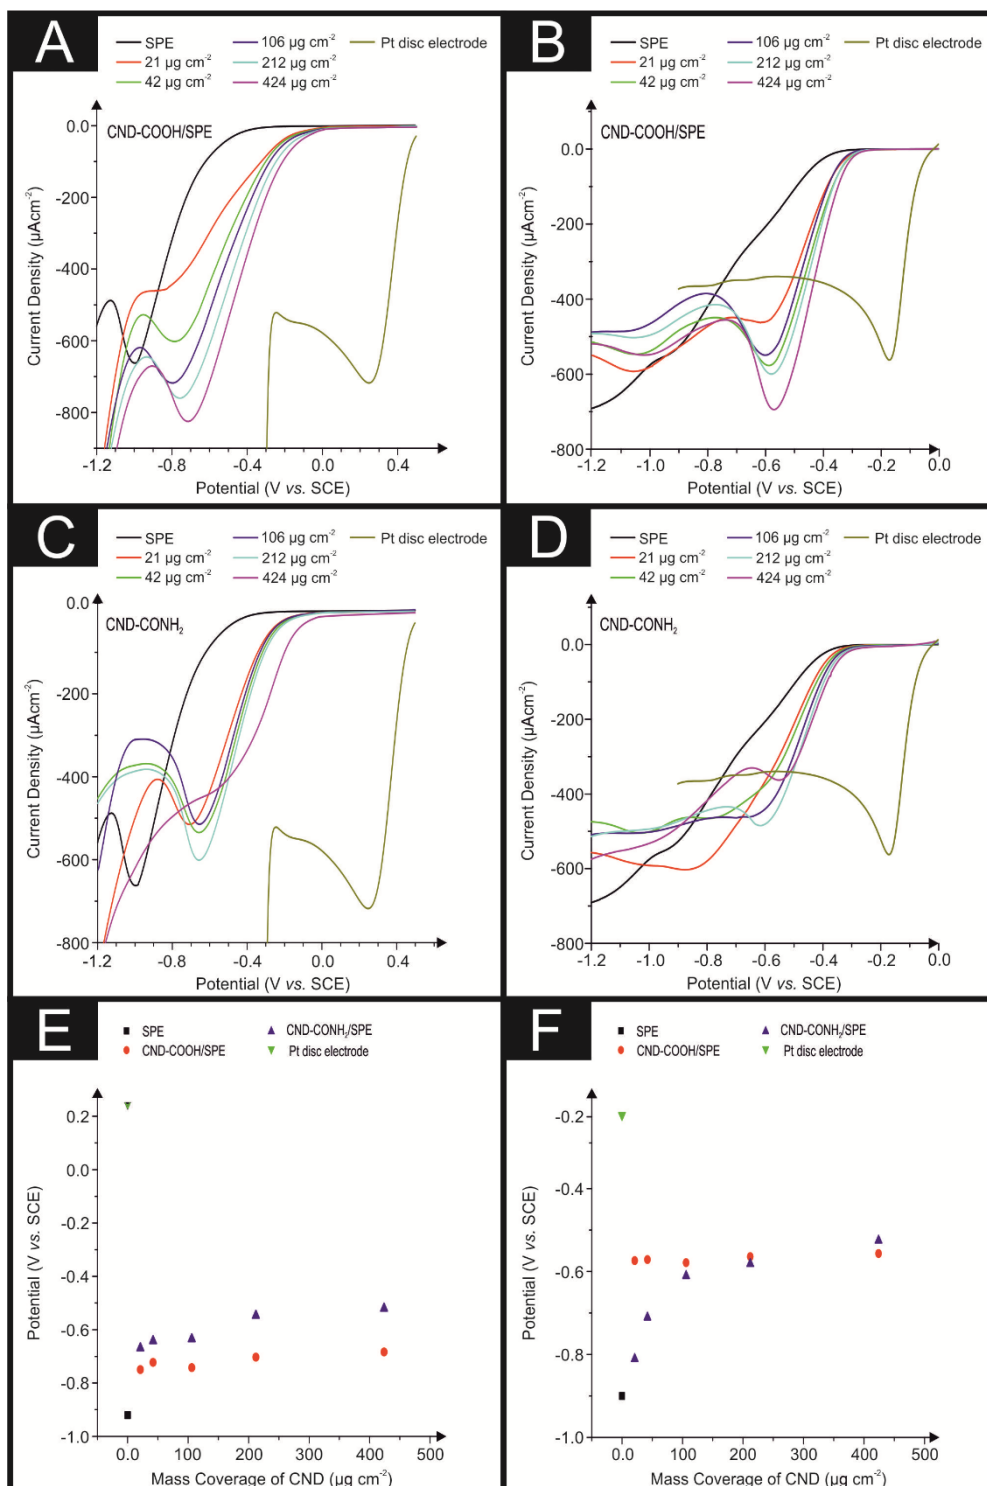 A
SPE
21 µg cm⁻²
42 µg cm⁻²
106 µg cm⁻²
212 µg cm⁻²
424 µg cm⁻²
Pt disc electrode
CND-COOH/SPE
0.0
-200
-400
-600
-800
Current Density (µAcm⁻²)
-1.2 -0.8 -0.4 0.0 0.4
Potential (V vs. SCE)
B
SPE
21 µg cm⁻²
42 µg cm⁻²
106 µg cm⁻²
212 µg cm⁻²
424 µg cm⁻²
Pt disc electrode
CND-COOH/SPE
0.0
-200
-400
-600
-800
Current Density (µAcm⁻²)
-1.2 -1.0 -0.8 -0.6 -0.4 -0.2 0.0
Potential (V vs. SCE)
C
SPE
21 µg cm⁻²
42 µg cm⁻²
106 µg cm⁻²
212 µg cm⁻²
424 µg cm⁻²
Pt disc electrode
CND-CONH₂
0.0
-200
-400
-600
-800
Current Density (µAcm⁻²)
-1.2 -0.8 -0.4 0.0 0.4
Potential (V vs. SCE)
D
SPE
21 µg cm⁻²
42 µg cm⁻²
106 µg cm⁻²
212 µg cm⁻²
424 µg cm⁻²
Pt disc electrode
CND-CONH₂
0.0
-200
-400
-600
-800
Current Density (µAcm⁻²)
-1.2 -1.0 -0.8 -0.6 -0.4 -0.2 0.0
Potential (V vs. SCE)
E
SPE
CND-COOH/SPE
CND-CONH₂/SPE
Pt disc electrode
0.2
0.0
-0.2
-0.4
-0.6
-0.8
-1.0
Potential (V vs. SCE)
0.0 100 200 300 400 500
Mass Coverage of CND (µg cm⁻²)
F
SPE
CND-COOH/SPE
CND-CONH₂/SPE
Pt disc electrode
-0.2
-0.4
-0.6
-0.8
-1.0
Potential (V vs. SCE)
0.0 100 200 300 400 500
Mass Coverage of CND (µg cm⁻²)